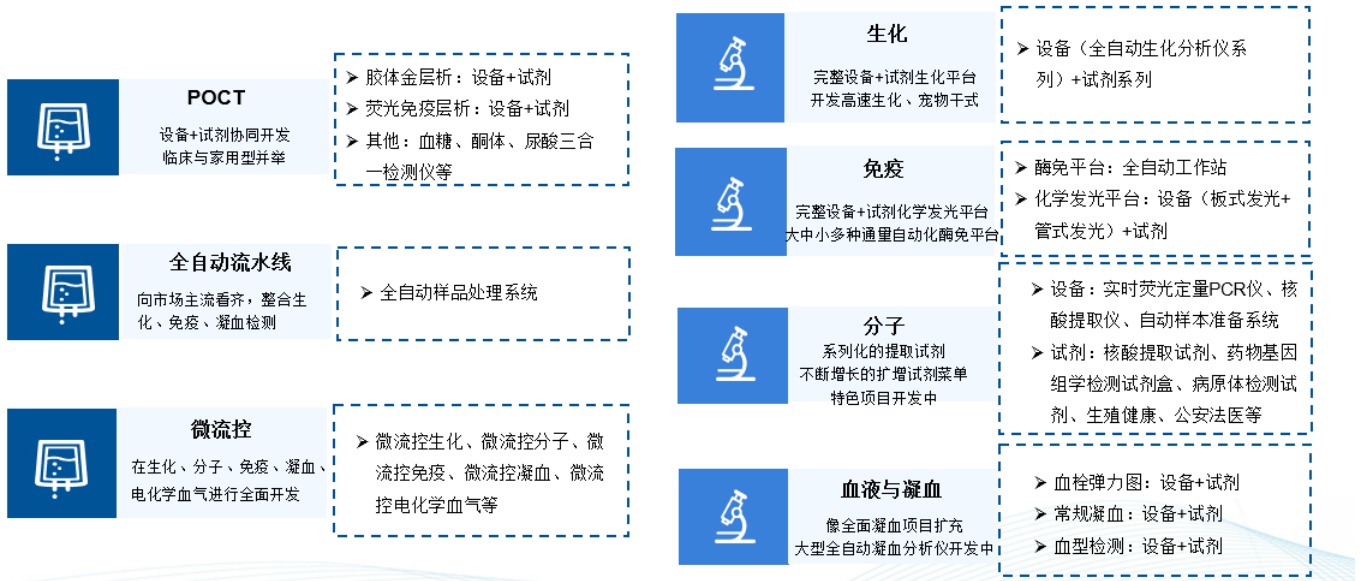 POCT
设备+试剂协同开发
临床与家用型并举
➤ 胶体金层析：设备+试剂
➤ 荧光免疫层析：设备+试剂
➤ 其他：血糖、酮体、尿酸三合
一检测仪等
全自动流水线
向市场主流看齐，整合生
化、免疫、凝血检测
➤ 全自动样品处理系统
微流控
在生化、分子、免疫、凝血、
电化学血气进行全面开发
➤ 微流控生化、微流控分子、微
流控免疫、微流控凝血、微流
控电化学血气等
生化
完整设备+试剂生化平台
开发高速生化、宠物干式
➤ 设备（全自动生化分析仪系
列）+试剂系列
免疫
完整设备+试剂化学发光平台
大中小多种通量自动化酶免平台
➤ 酶免平台：全自动工作站
➤ 化学发光平台：设备（板式发光+
管式发光）+试剂
分子
系列化的提取试剂
不断增长的扩增试剂菜单
特色项目开发中
➤ 设备：实时荧光定量PCR仪、核
酸提取仪、自动样本准备系统
➤ 试剂：核酸提取试剂、药物基因
组学检测试剂盒、病原体检测试
剂、生殖健康、公安法医等
血液与凝血
像全面凝血项目扩充
大型全自动凝血分析仪开发中
➤ 血栓弹力图：设备+试剂
➤ 常规凝血：设备+试剂
➤ 血型检测：设备+试剂